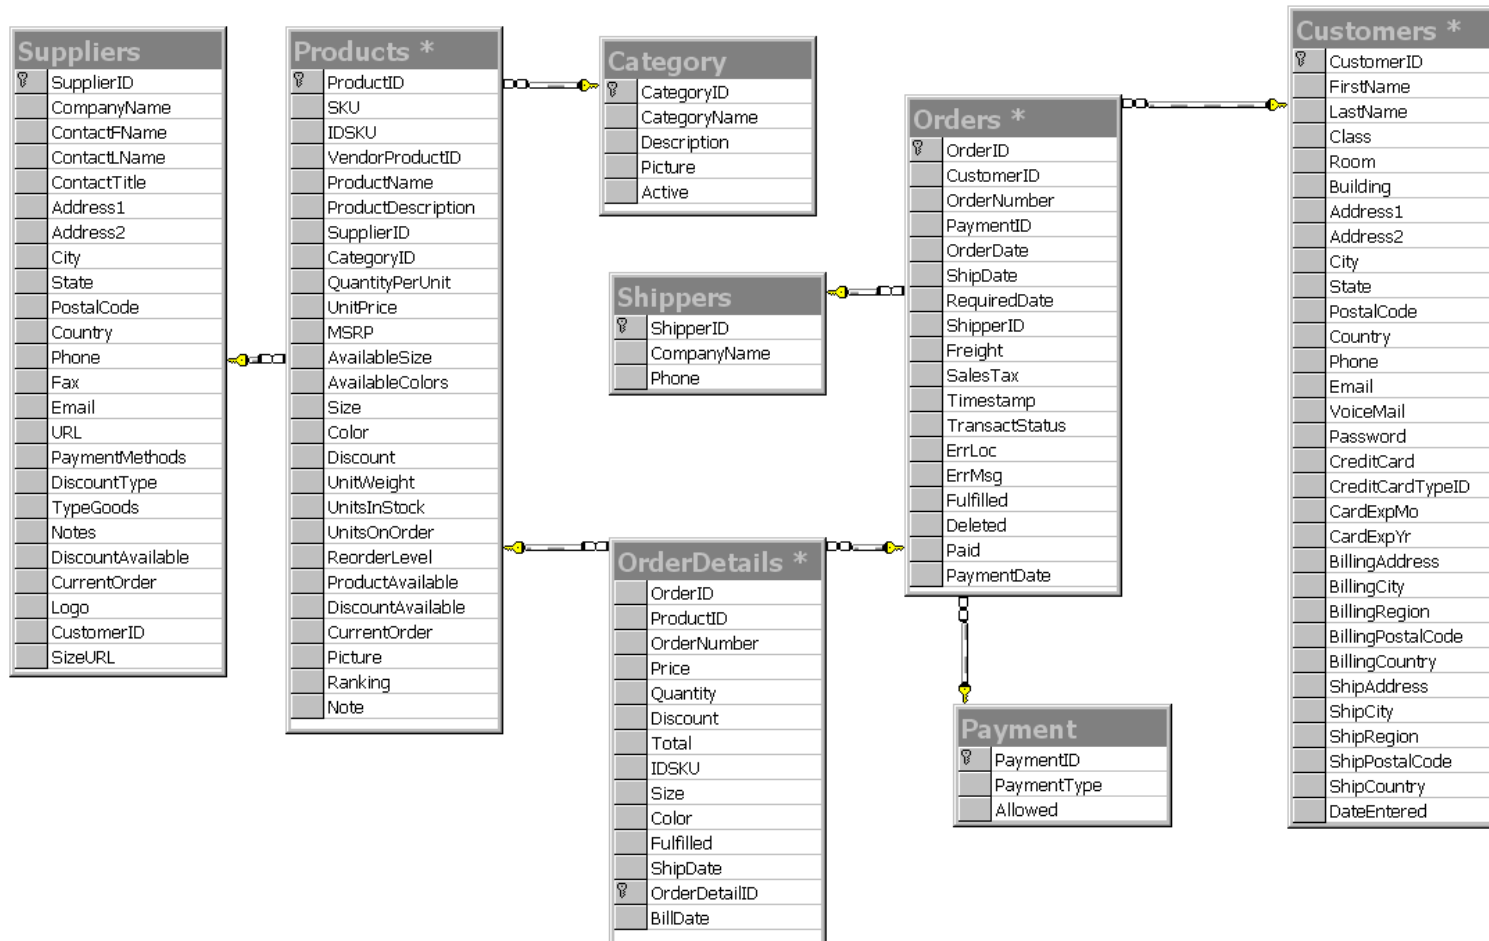 Suppliers
SupplierID
CompanyName
ContactFName
ContactLName
ContactTitle
Address1
Address2
City
State
PostalCode
Country
Phone
Fax
Email
URL
PaymentMethods
DiscountType
TypeGoods
Notes
DiscountAvailable
CurrentOrder
Logo
CustomerID
SizeURL
Products *
ProductID
SKU
IDSKU
VendorProductID
ProductName
ProductDescription
SupplierID
CategoryID
QuantityPerUnit
UnitPrice
MSRP
AvailableSize
AvailableColors
Size
Color
Discount
UnitWeight
UnitsInStock
UnitsOnOrder
ReorderLevel
ProductAvailable
DiscountAvailable
CurrentOrder
Picture
Ranking
Note
Category
CategoryID
CategoryName
Description
Picture
Active
Shippers
ShipperID
CompanyName
Phone
OrderDetails *
OrderID
ProductID
OrderNumber
Price
Quantity
Discount
Total
IDSKU
Size
Color
Fulfilled
ShipDate
OrderDetailID
BillDate
Orders *
OrderID
CustomerID
OrderNumber
PaymentID
OrderDate
ShipDate
RequiredDate
ShipperID
Freight
SalesTax
Timestamp
TransactStatus
ErrLoc
ErrMsg
Fulfilled
Deleted
Paid
PaymentDate
Payment
PaymentID
PaymentType
Allowed
Customers *
CustomerID
FirstName
LastName
Class
Room
Building
Address1
Address2
City
State
PostalCode
Country
Phone
Email
VoiceMail
Password
CreditCard
CreditCardTypeID
CardExpMo
CardExpYr
BillingAddress
BillingCity
BillingRegion
BillingPostalCode
BillingCountry
ShipAddress
ShipCity
ShipRegion
ShipPostalCode
ShipCountry
DateEntered